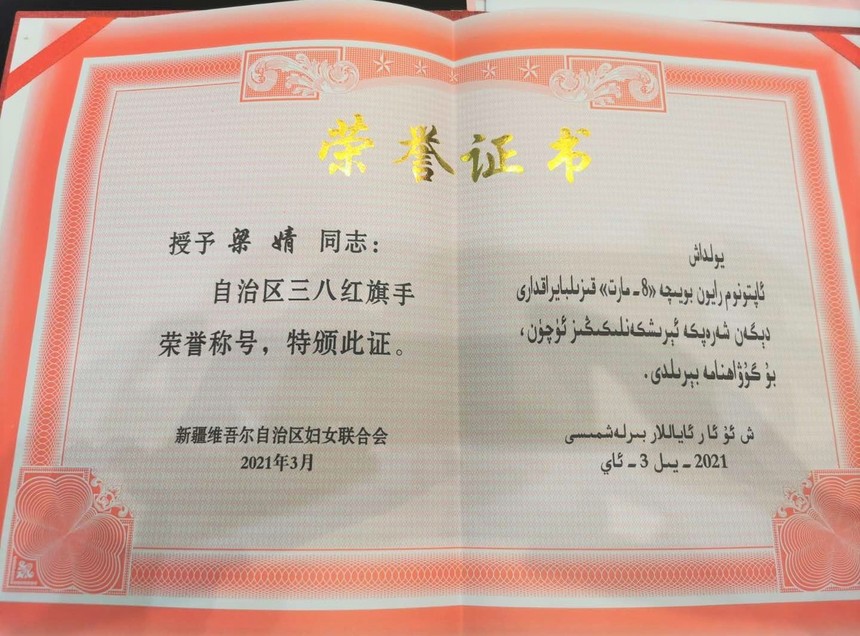 荣誉证书
授予 梁婧 同志：
自治区三八红旗手
荣誉称号，特颁此证。
新疆维吾尔自治区妇女联合会
2021年3月
يولداش
ئاپتونوم رايون بويىچە «8 ـ مارت» قىزىلبايراقدارى
دېگەن شەرەپكە ئېرىشكەنلىكىڭىز ئۈچۈن،
بۇ گۇۋاھنامە بېرىلدى.
ش ئۇ ئا ر ئاياللار بىرلەشمىسى
2021 ـ يىل 3 ـ ئاي